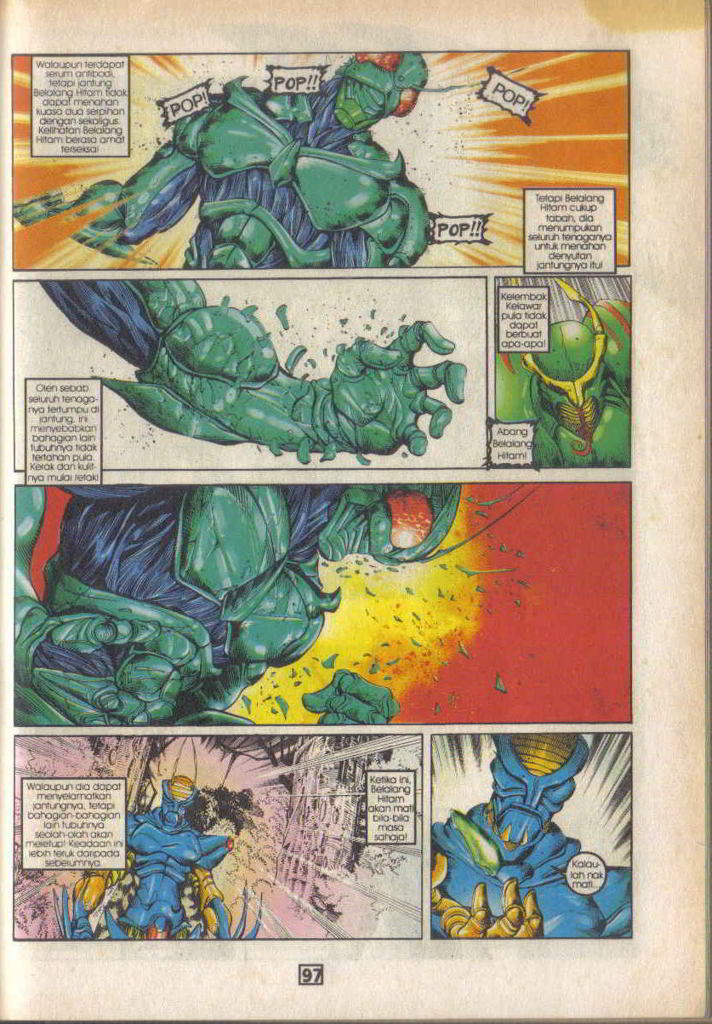 Walaupun terdapat
serum antibodi,
tetapi jantung
Belalang Hitam tidak
dapat menahan
kuasa dua serpihan
dengan sekaligus.
Kelihatan Belalang
Hitam berasa amat
terseksa!
POP!
POP!!
POP!
POP!!
Tetapi Belalang
Hitam cukup
tabah, dia
menumpukan
seluruh tenaganya
untuk menahan
denyutan
jantungnya itu!
Oleh sebab
seluruh tenaga-
nya tertumpu di
jantung, ini
menyebabkan
bahagian lain
tubuhnya tidak
tertahan pula.
Kerak dan kulit-
nya mula retak!
Kelembak
Kelawar
pula tidak
dapat
berbuat
apa-apa!
Abang
Belalang
Hitam!
Walaupun dia dapat
menyelamatkan
jantungnya, tetapi
bahagian-bahagian
lain tubuhnya
seolah-olah akan
meletup! Keadaan ini
lebih teruk daripada
sebelumnya.
Ketika ini,
Belalang
Hitam
akan mati
bila-bila
masa
sahaja!
Kalau-
lah nak
mati...
97